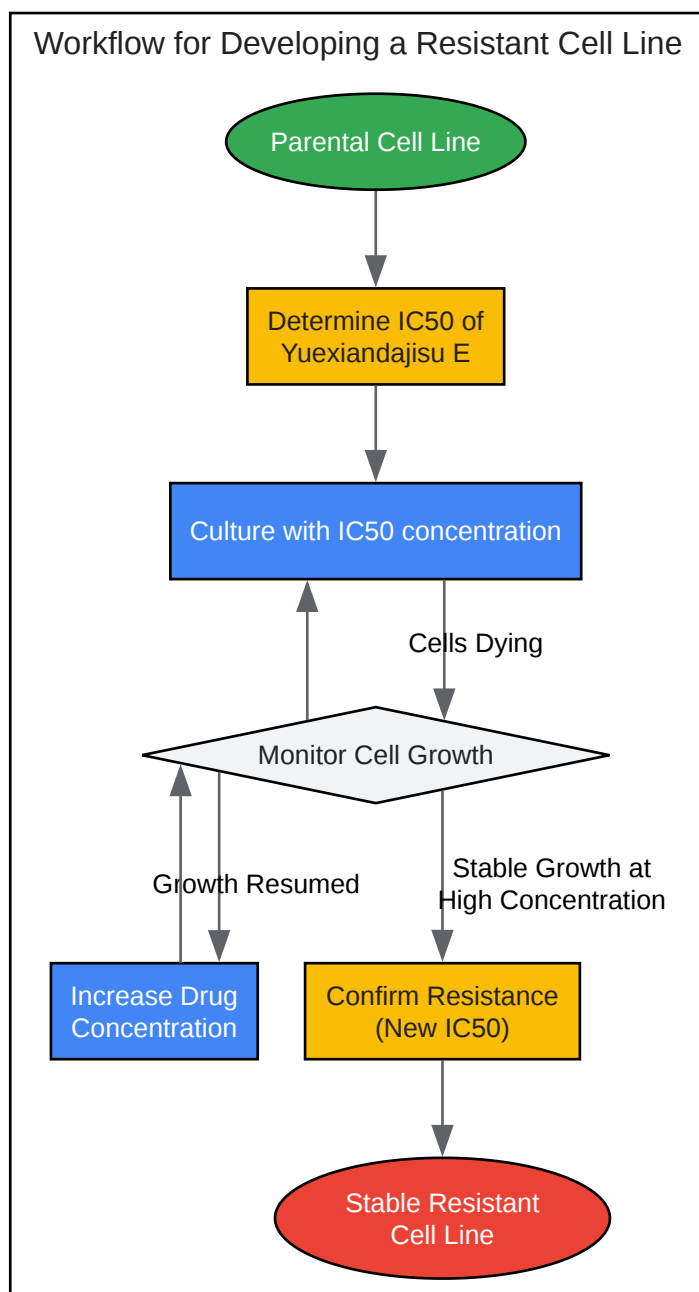 Workflow for Developing a Resistant Cell Line
Parental Cell Line
Determine IC50 of
Yuexiandajisu E
Culture with IC50 concentration
Cells Dying
Monitor Cell Growth
Growth Resumed
Stable Growth at
High Concentration
Increase Drug
Concentration
Confirm Resistance
(New IC50)
Stable Resistant
Cell Line